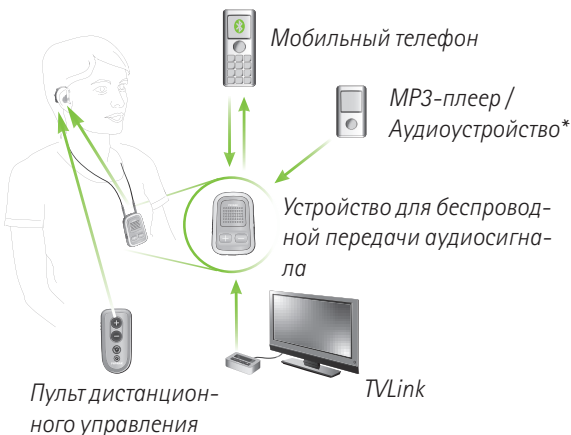 Мобильный телефон
MP3-плеер /
Аудиоустройство*
Устройство для беспровод-
ной передачи аудиосигна-
ла
TVLink
Пульт дистанцион-
ного управления